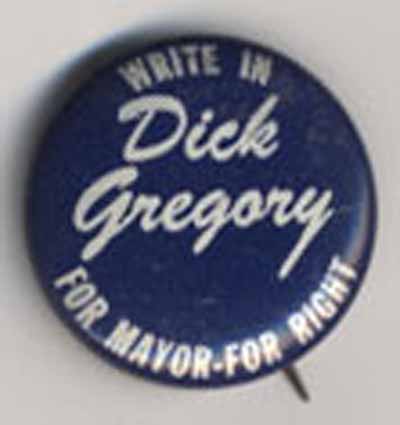 WRITE IN
Dick
Gregory
FOR MAYOR-FOR RIGHT